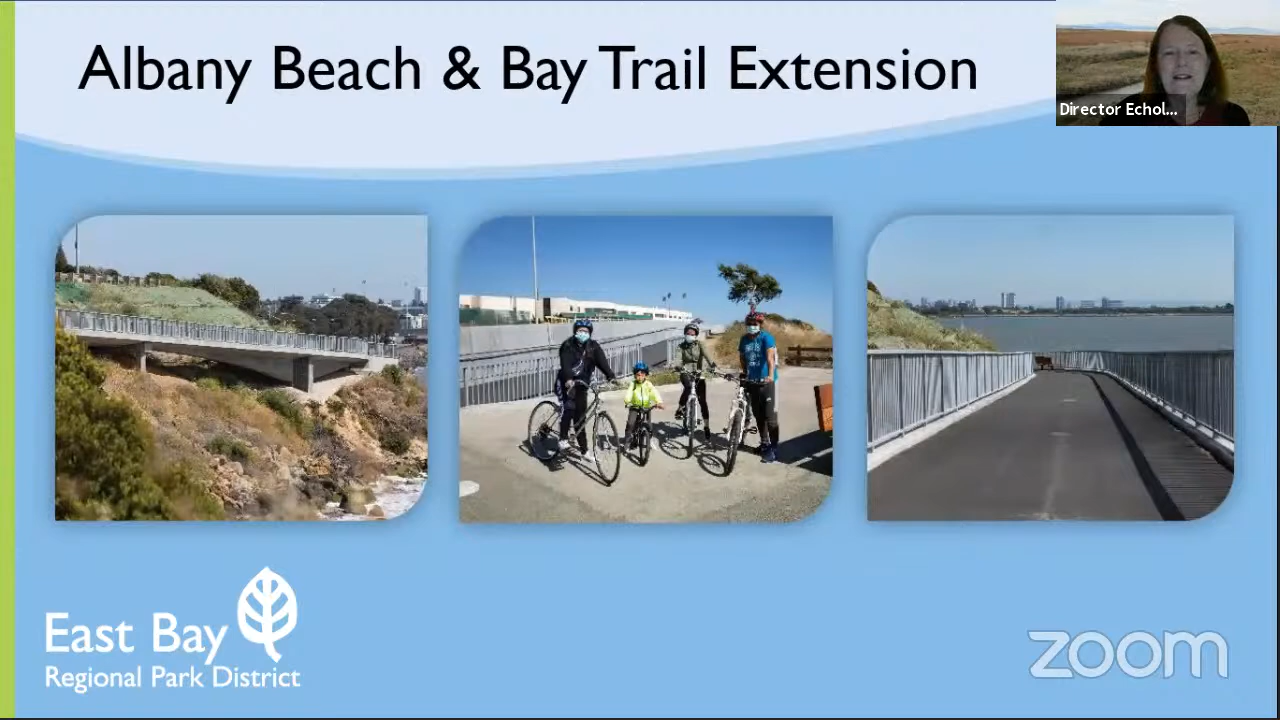 Albany Beach & Bay Trail Extension
Director Echol...
East Bay
Regional Park District
zoom